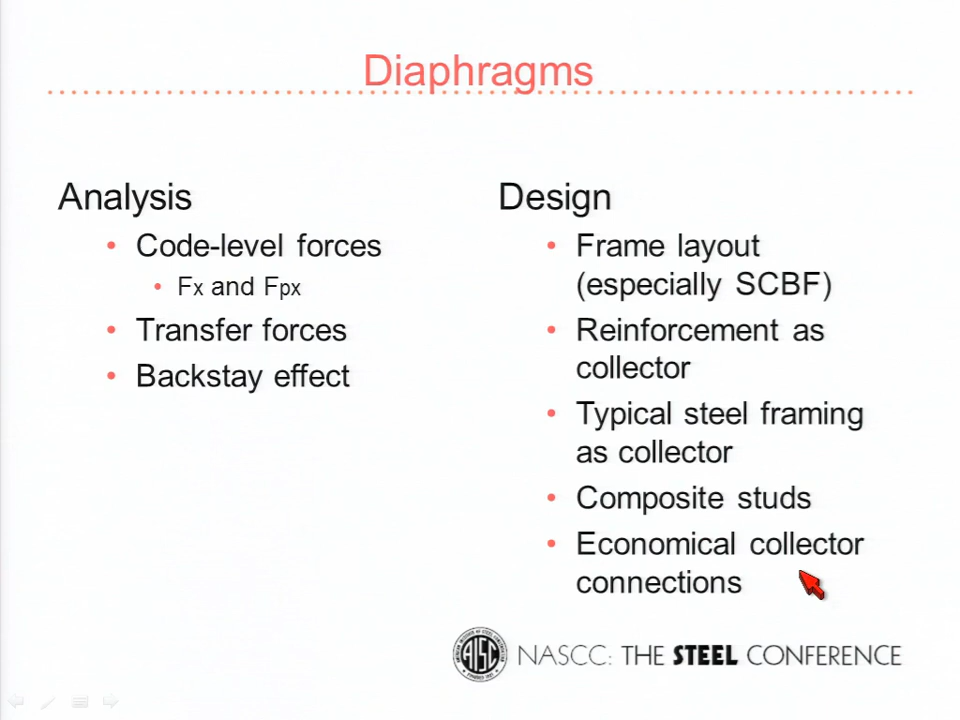 Diaphragms
Analysis
• Code-level forces
• Fx and Fpx
• Transfer forces
• Backstay effect
Design
• Frame layout
(especially SCBF)
• Reinforcement as
collector
• Typical steel framing
as collector
• Composite studs
• Economical collector
connections
AISC
NASCC: THE STEEL CONFERENCE